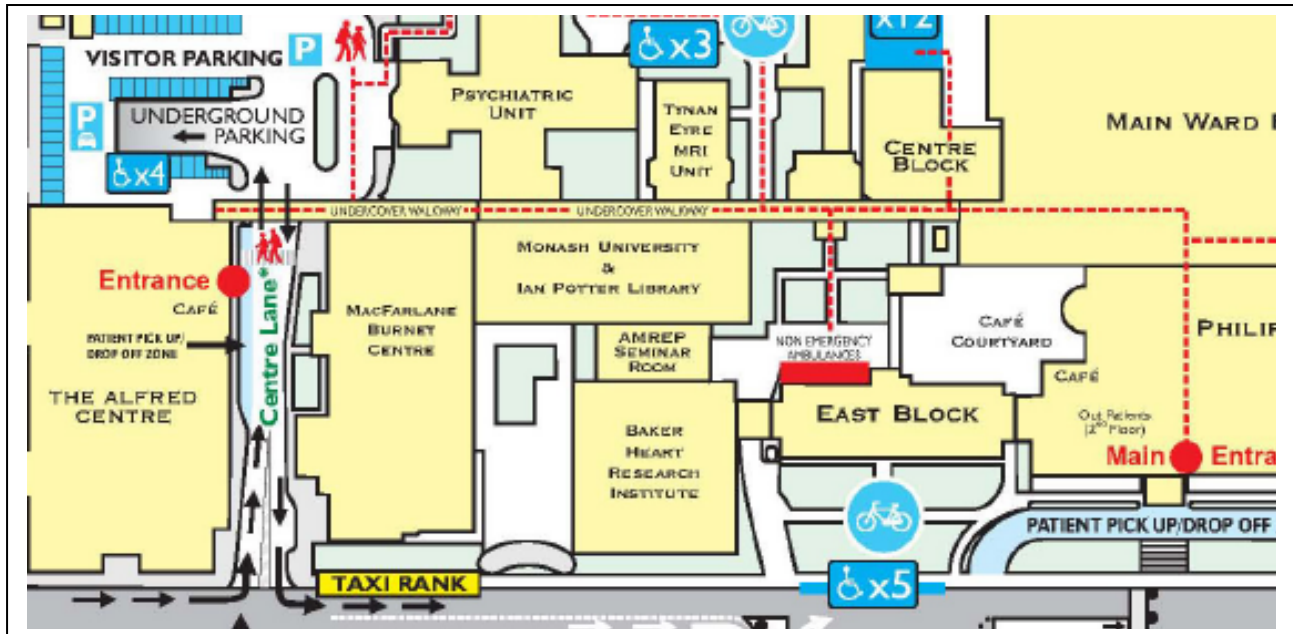 x12
x3
VISITOR PARKING P
PSYCHIATRIC
UNIT
TYNAN
EYRE
MRI
UNIT
MAIN WARD
UNDERGROUND
PARKING
P
x4
CENTRE
BLOCK
UNDERCOVER WALKWAY
UNDERCOVER WALKWAY
MONASH UNIVERSITY
&
IAN POTTER LIBRARY
Entrance
CAFÉ
Centre Lane*
MACFARLANE
BURNET
CENTRE
PATIENT PICK UP/
DROP OFF ZONE
THE ALFRED
CENTRE
AMREP
SEMINAR
ROOM
NON EMERGENCY
AMBULANCES
CAFÉ
COURTYARD
PHILIP
CAFÉ
Out Patients
(2nd Floor)
EAST BLOCK
BAKER
HEART
RESEARCH
INSTITUTE
Main Entra
PATIENT PICK UP/DROP OFF
TAXI RANK
x5